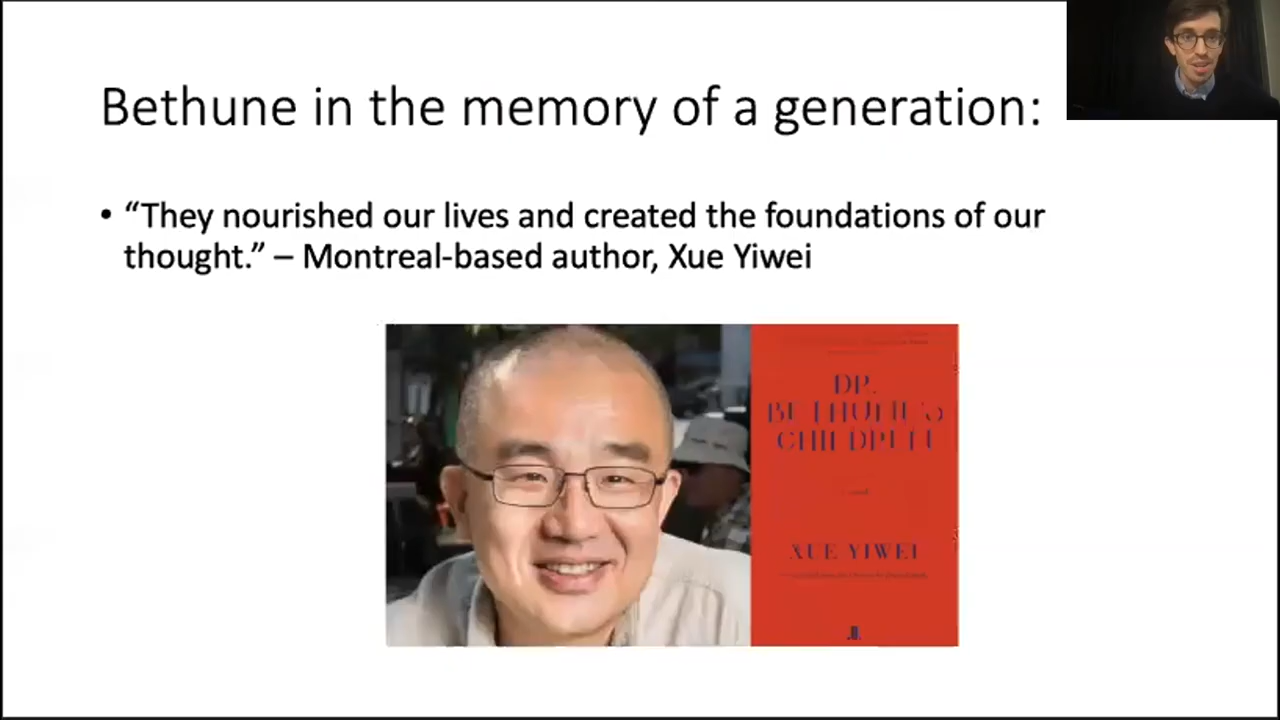 Bethune in the memory of a generation:
• “They nourished our lives and created the foundations of our
thought.” – Montreal-based author, Xue Yiwei
DR.
BETHUNE'S
CHILDREN
XUE YIWEI